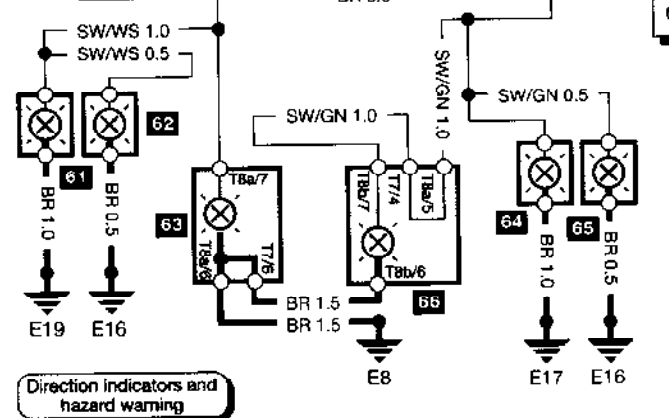 SW/WS 1.0
SW/WS 0.5
SW/GN 1.0
SW/GN 1.0
SW/GN 0.5
62
61
BR 1.0
BR 0.5
63
T8a/7
T8a/6
T7/6
T8b/7
T7/4
T8a/5
T8b/6
66
64
65
BR 1.0
BR 0.5
BR 1.5
BR 1.5
E19
E16
E8
E17
E16
Direction indicators and
hazard warning